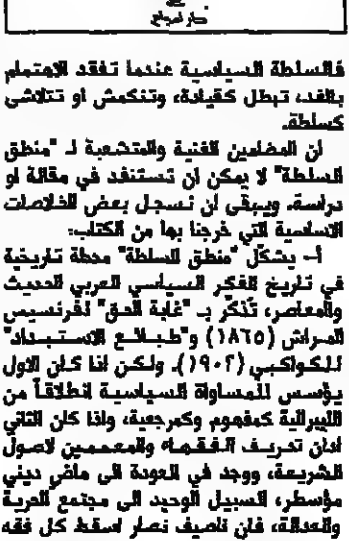 فالسلطة السياسية عندما تفقد الاهتمام
بالغد، تبطل كقيادة، وتنكمش او تتلاشى
كسلطة.
ان المضامين الغنية والمتشعبة لـ "منطق
السلطة" لا يمكن ان تستنفد في مقالة او
دراسة. ويبقى ان نسجل بعض الخلاصات
الاساسية التي خرجنا بها من الكتاب:
أ- يشكّل "منطق السلطة" محطة تاريخية
في تاريخ الفكر السياسي العربي الحديث
والمعاصر، تذكّر بـ "غابة الحق" لفرنسيس
المراش (١٨٦٥) و"طبائع الاستبداد"
للكواكبي (١٩٠٢). ولكن اذا كان الاول
يؤسس للمساواة السياسية انطلاقاً من
الليبرالية كمفهوم وكمرجعية، واذا كان الثاني
ادان تحريف الفقهاء والمعممين لاصول
الشريعة، ووجد في العودة الى ماضٍ ديني
مؤسطر، السبيل الوحيد الى مجتمع الحرية
والعدالة، فان ناصيف نصار اسقط كل فقه